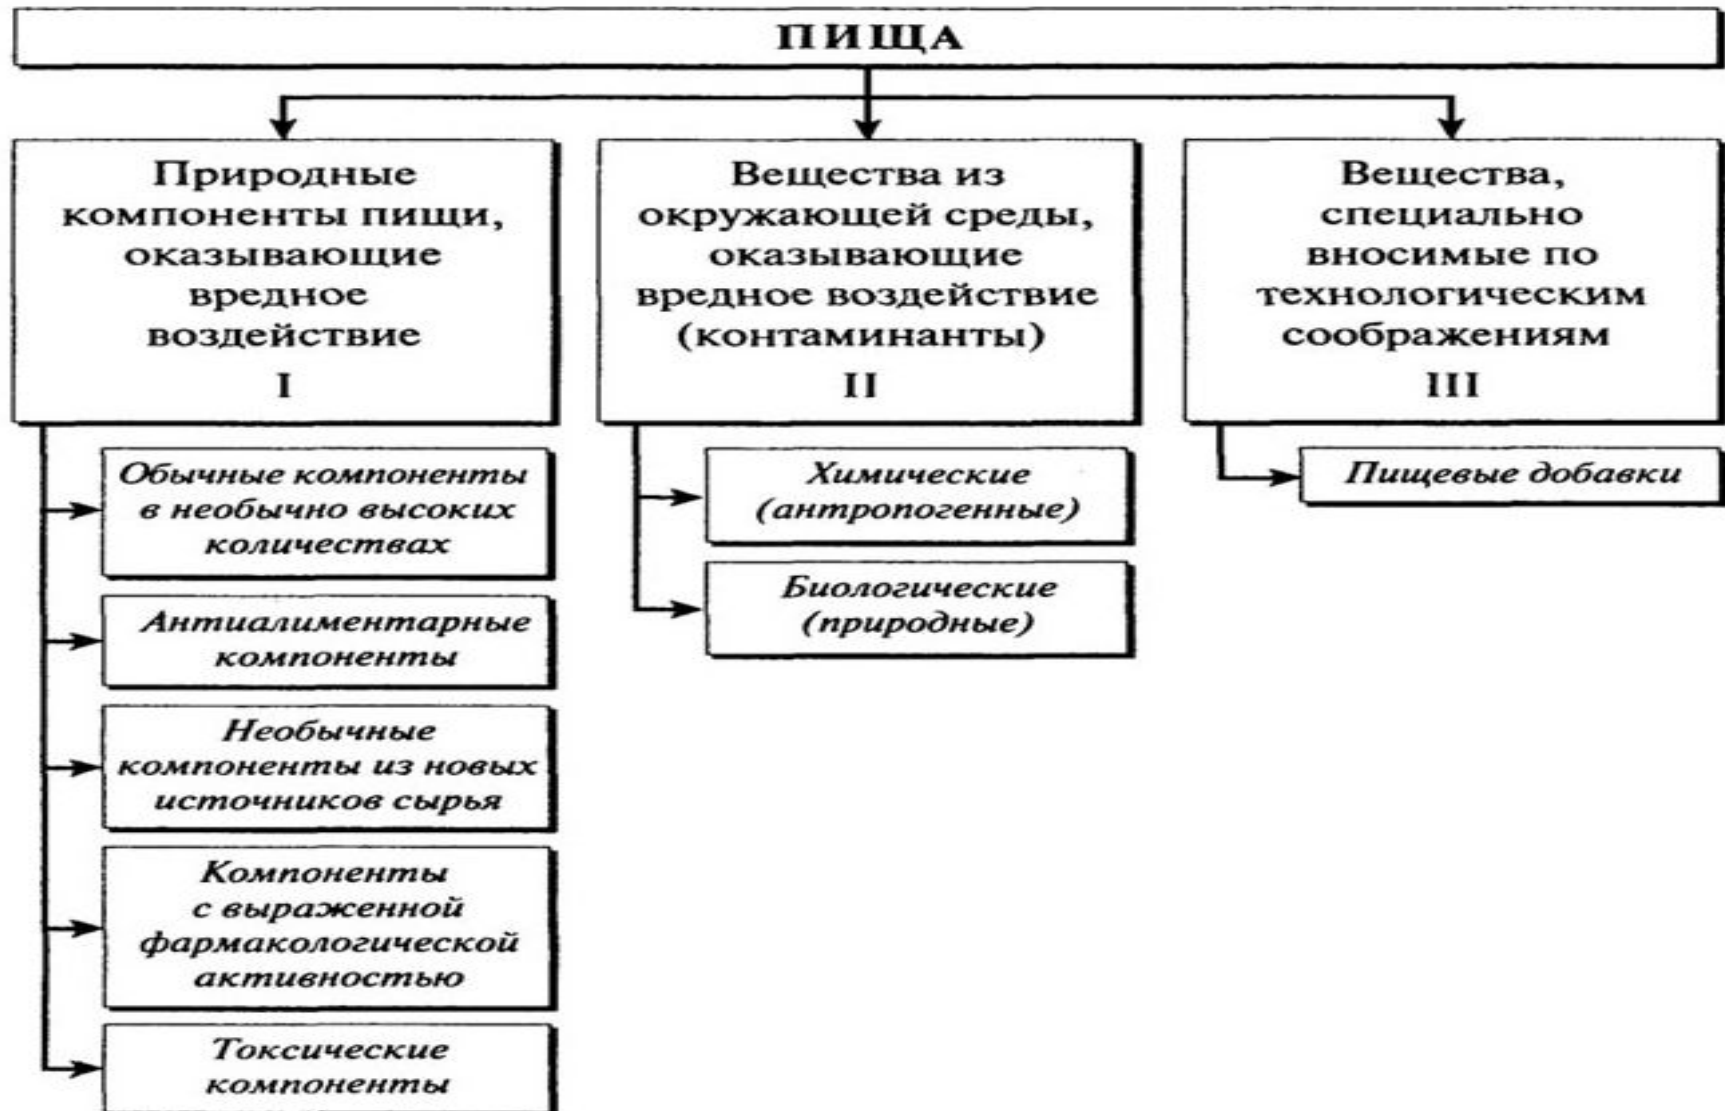 ПИЩА
Природные
компоненты пищи,
оказывающие
вредное
воздействие
I
Обычные компоненты
в необычно высоких
количествах
Антиалиментарные
компоненты
Необычные
компоненты из новых
источников сырья
Компоненты
с выраженной
фармакологической
активностью
Токсические
компоненты
Вещества из
окружающей среды,
оказывающие
вредное воздействие
(контаминанты)
II
Химические
(антропогенные)
Биологические
(природные)
Вещества,
специально
вносимые по
технологическим
соображениям
III
Пищевые добавки